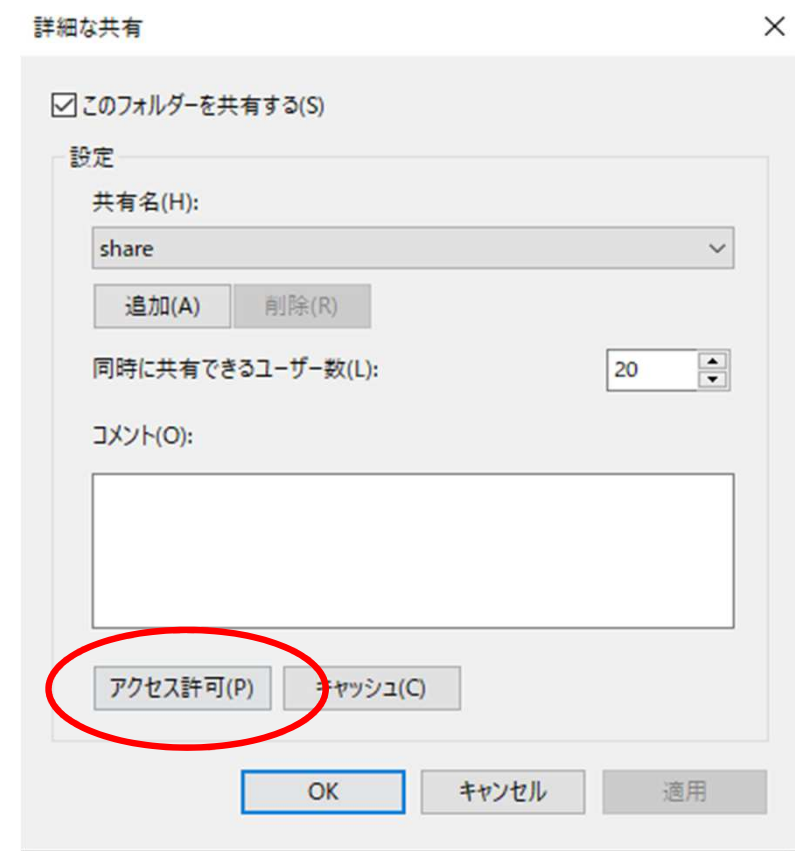 詳細な共有
このフォルダーを共有する(S)
設定
共有名(H):
share
追加(A) 削除(R)
同時に共有できるユーザー数(L): 20
コメント(O):
アクセス許可(P) キャッシュ(C)
OK キャンセル 適用